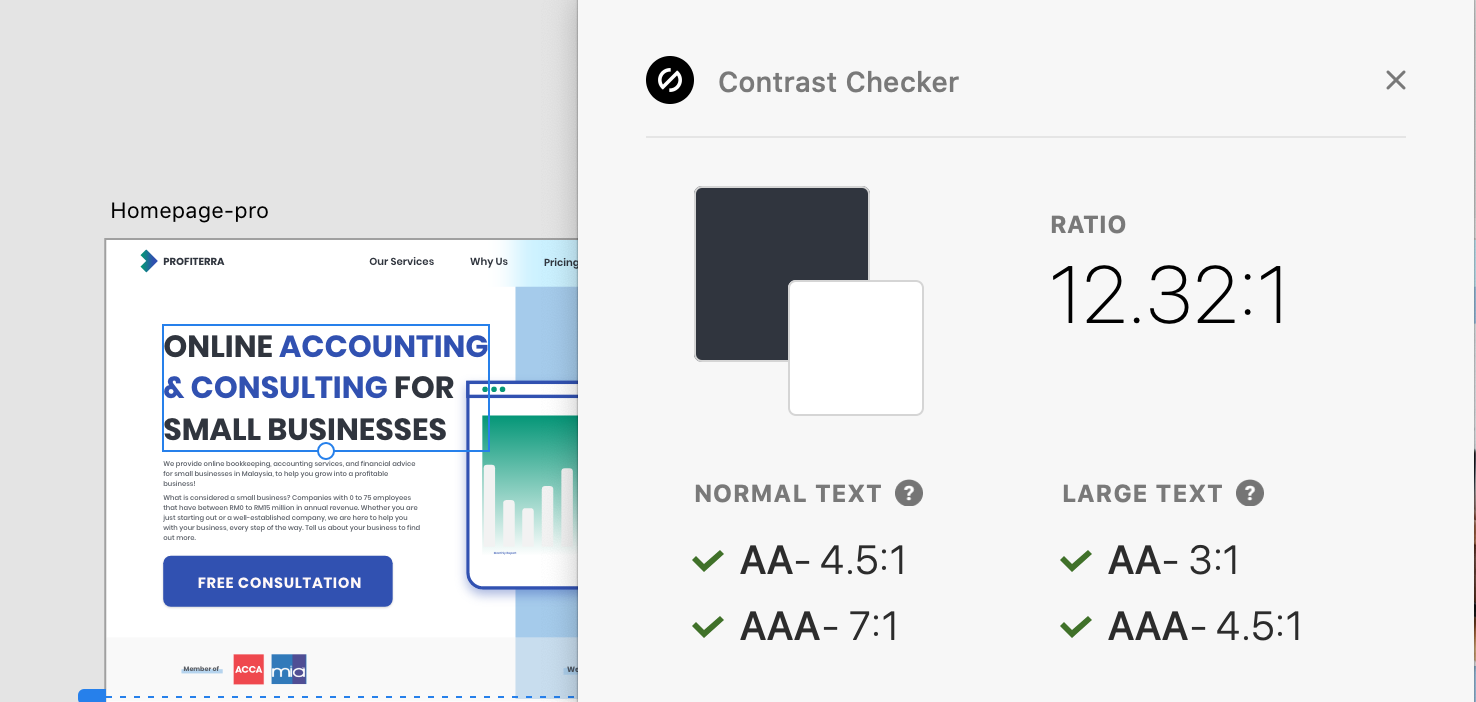 Contrast Checker
Homepage-pro
PROFITERRA
Our Services
Why Us
Pricing
RATIO
12.32:1
ONLINE ACCOUNTING
& CONSULTING FOR
SMALL BUSINESSES
We provide online bookkeeping, accounting services, and financial advice
for small businesses in Malaysia, to help you grow into a profitable
business!
What is considered a small business? Companies with 0 to 75 employees
that have between RM0 to RM15 million in annual revenue. Whether you are
just starting out or a well-established company, we are here to help you
with your business, every step of the way. Tell us about your business to find
out more.
FREE CONSULTATION
Member of
ACCA
mia
We
NORMAL TEXT ?
AA- 4.5:1
AAA- 7:1
LARGE TEXT ?
AA- 3:1
AAA- 4.5:1